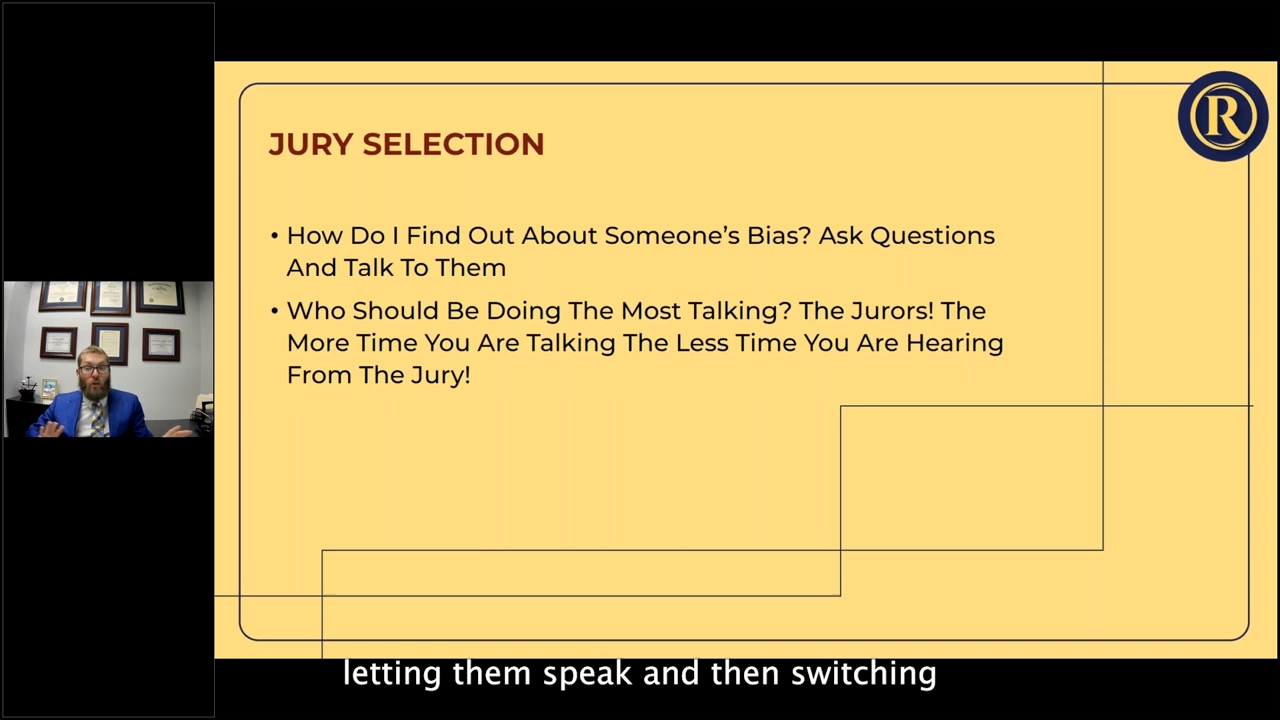 R
JURY SELECTION
• How Do I Find Out About Someone’s Bias? Ask Questions
And Talk To Them
• Who Should Be Doing The Most Talking? The Jurors! The
More Time You Are Talking The Less Time You Are Hearing
From The Jury!
letting them speak and then switching